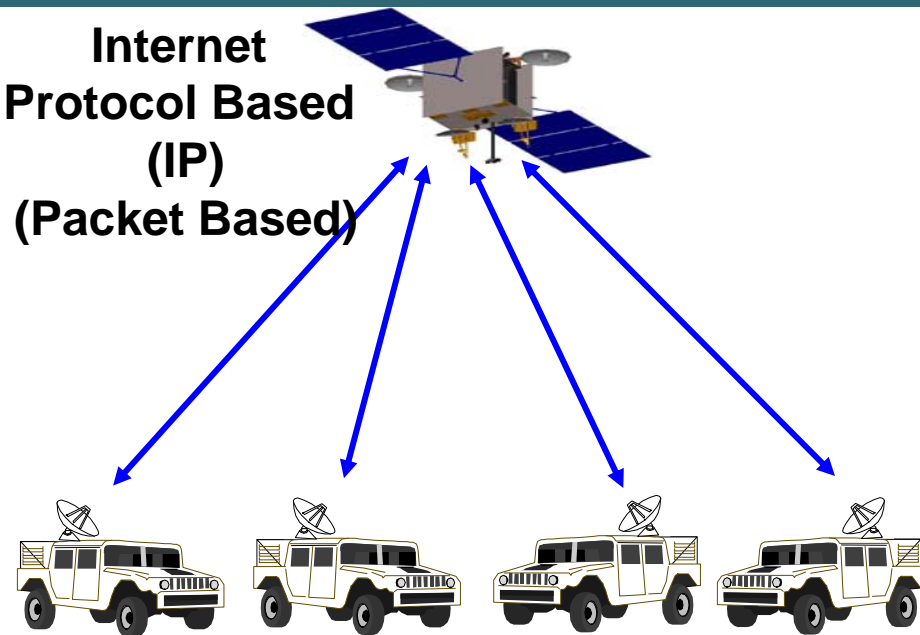 Internet
Protocol Based
(IP)
(Packet Based)